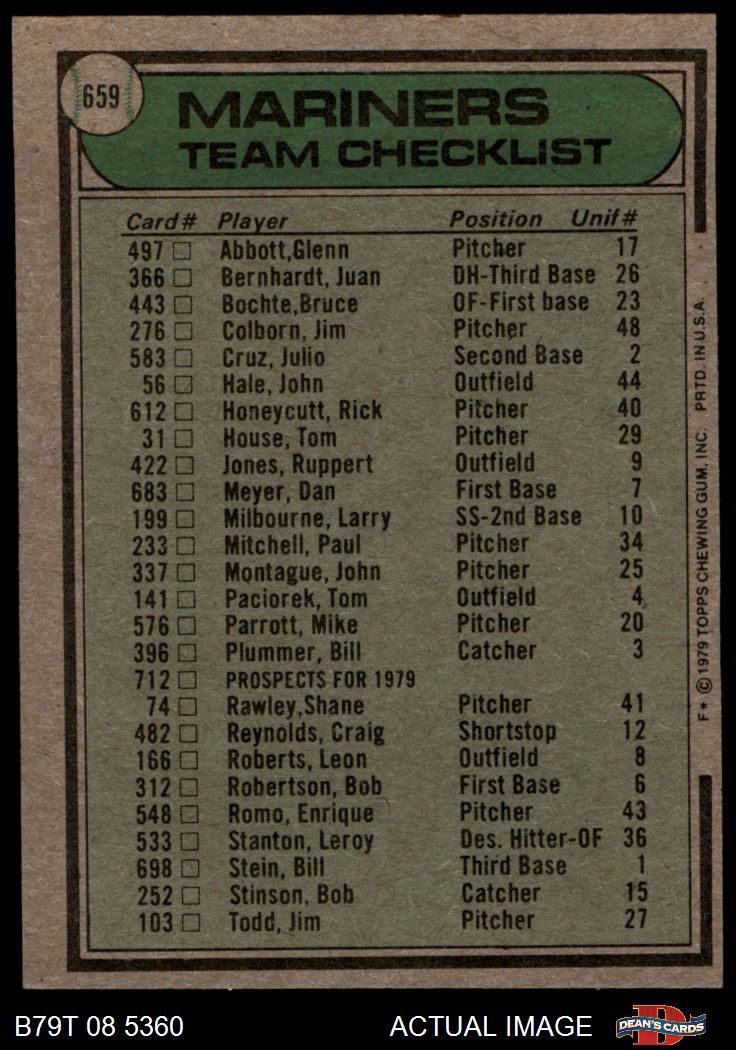 659
MARINERS
TEAM CHECKLIST
Card# Player Position Unif#
497 Abbott,Glenn Pitcher 17
366 Bernhardt, Juan DH-Third Base 26
443 Bochte,Bruce OF-First base 23
276 Colborn, Jim Pitcher 48
583 Cruz, Julio Second Base 2
56 Hale, John Outfield 44
612 Honeycutt, Rick Pitcher 40
31 House, Tom Pitcher 29
422 Jones, Ruppert Outfield 9
683 Meyer, Dan First Base 7
199 Milbourne, Larry SS-2nd Base 10
233 Mitchell, Paul Pitcher 34
337 Montague, John Pitcher 25
141 Paciorek, Tom Outfield 4
576 Parrott, Mike Pitcher 20
396 Plummer, Bill Catcher 3
712 PROSPECTS FOR 1979
74 Rawley,Shane Pitcher 41
482 Reynolds, Craig Shortstop 12
166 Roberts, Leon Outfield 8
312 Robertson, Bob First Base 6
548 Romo, Enrique Pitcher 43
533 Stanton, Leroy Des. Hitter-OF 36
698 Stein, Bill Third Base 1
252 Stinson, Bob Catcher 15
103 Todd, Jim Pitcher 27
F* © 1979 TOPPS CHEWING GUM, INC. PRTD. IN U.S.A.
B79T 08 5360 ACTUAL IMAGE
D
DEAN'S CARDS